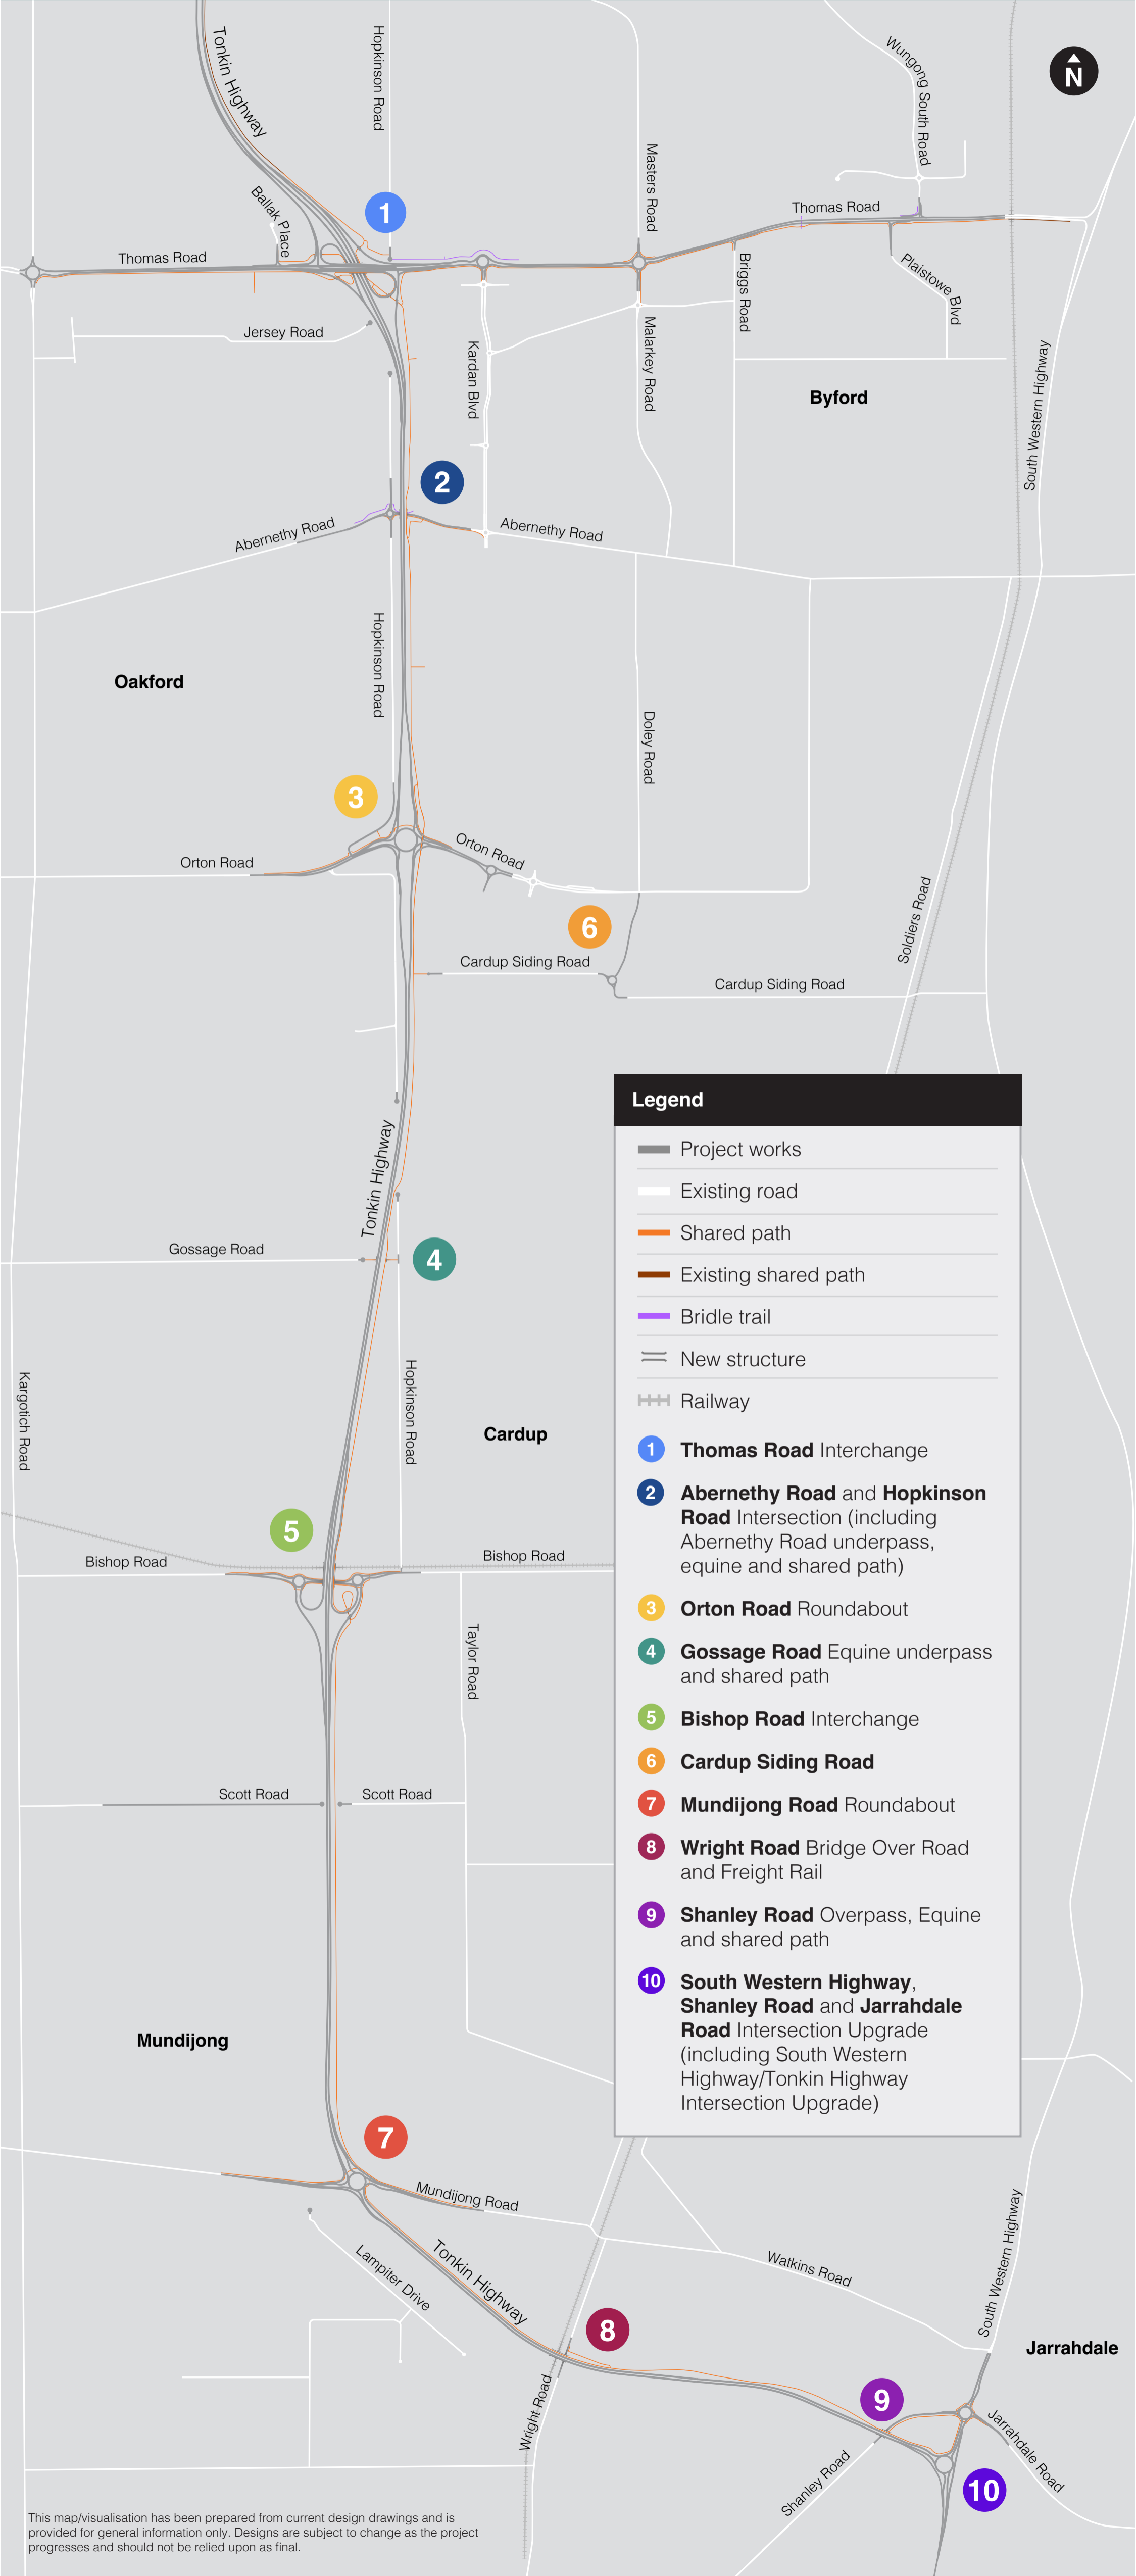 Tonkin Highway
Hopkinson Road
Wungong South Road
N
Masters Road
Ballak Place
1
Thomas Road
Thomas Road
Briggs Road
Plaistowe Blvd
Jersey Road
Kardan Blvd
Malarkey Road
South Western Highway
Byford
2
Abernethy Road
Abernethy Road
Hopkinson Road
Oakford
Doley Road
3
Orton Road
Orton Road
Soldiers Road
6
Cardup Siding Road
Cardup Siding Road
Tonkin Highway
Gossage Road
4
Kargotich Road
Hopkinson Road
Cardup
5
Bishop Road
Bishop Road
Taylor Road
Scott Road
Scott Road
Mundijong
Legend
Project works
Existing road
Shared path
Existing shared path
Bridle trail
New structure
Railway
1 Thomas Road Interchange
2 Abernethy Road and Hopkinson
Road Intersection (including
Abernethy Road underpass,
equine and shared path)
3 Orton Road Roundabout
4 Gossage Road Equine underpass
and shared path
5 Bishop Road Interchange
6 Cardup Siding Road
7 Mundijong Road Roundabout
8 Wright Road Bridge Over Road
and Freight Rail
9 Shanley Road Overpass, Equine
and shared path
10 South Western Highway,
Shanley Road and Jarrahdale
Road Intersection Upgrade
(including South Western
Highway/Tonkin Highway
Intersection Upgrade)
7
Mundijong Road
Tonkin Highway
Lampiter Drive
Watkins Road
South Western Highway
8
Jarrahdale
Wright Road
9
Jarrahdale Road
Shanley Road
10
This map/visualisation has been prepared from current design drawings and is
provided for general information only. Designs are subject to change as the project
progresses and should not be relied upon as final.